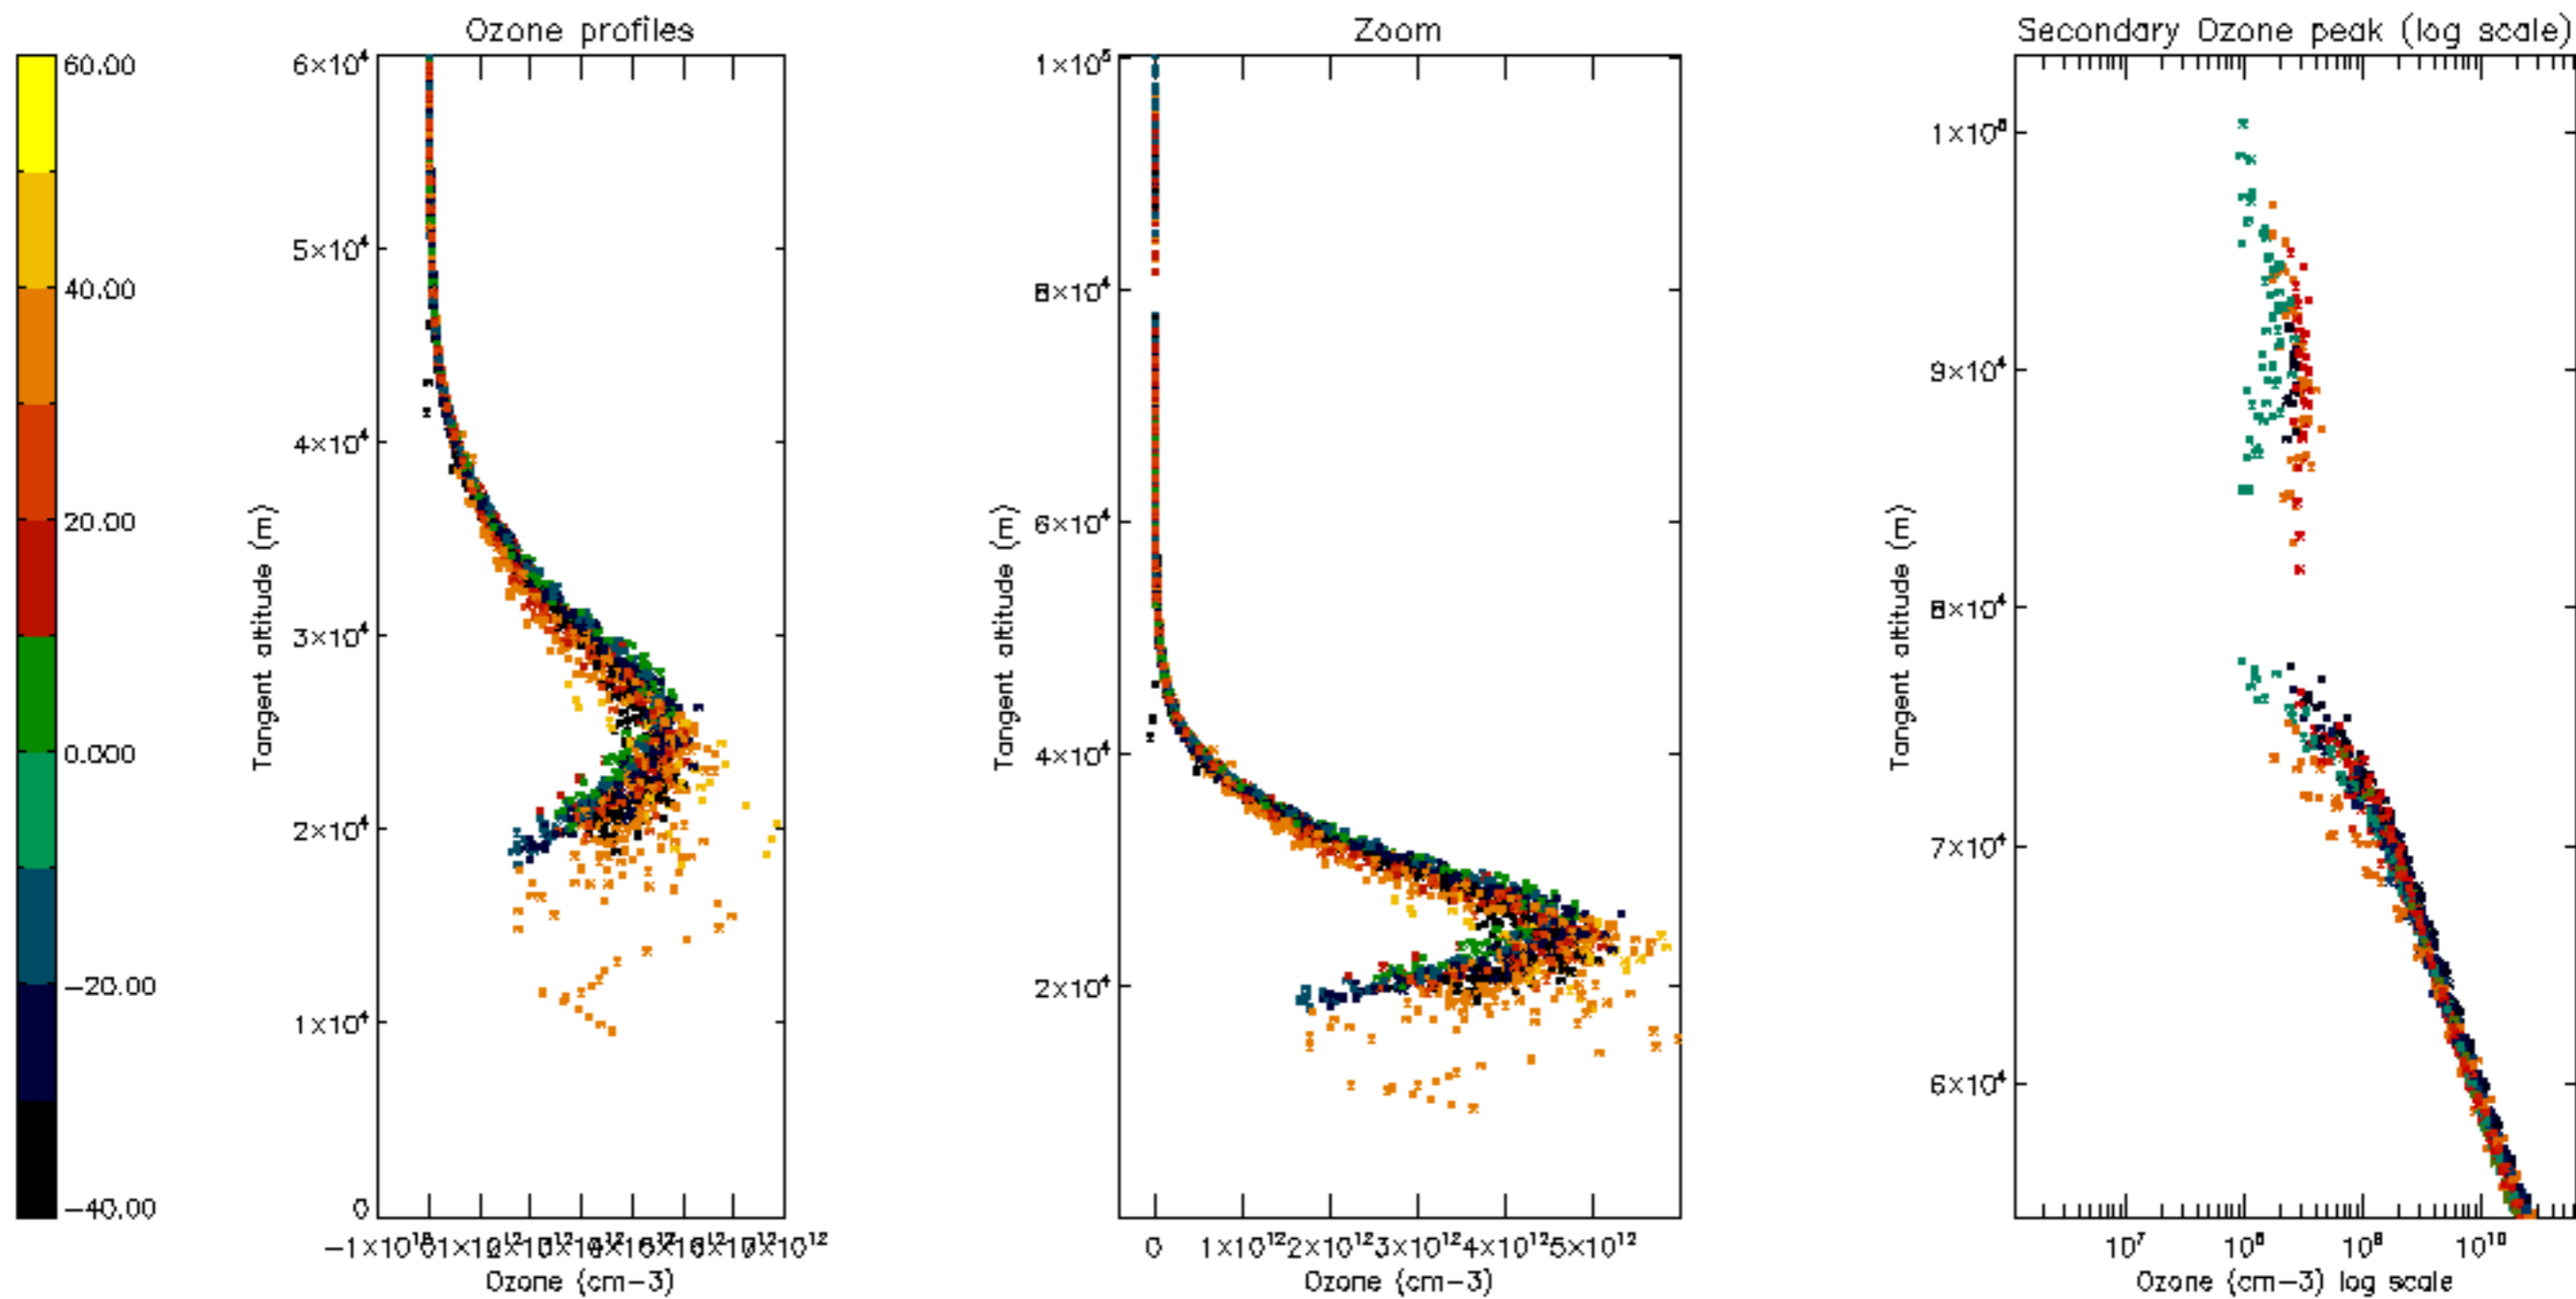 Ozone profiles
Zoom
Secondary Ozone peak (log scale)
60.00
40.00
20.00
0.000
−20.00
−40.00
6×10⁴
5×10⁴
4×10⁴
3×10⁴
2×10⁴
1×10⁴
0
Tangent altitude (m)
Ozone (cm−3)
1×10⁵
8×10⁴
6×10⁴
4×10⁴
2×10⁴
Tangent altitude (m)
0 1×10¹² 2×10¹² 3×10¹² 4×10¹² 5×10¹²
Ozone (cm−3)
9×10⁴
8×10⁴
7×10⁴
6×10⁴
Tangent altitude (m)
10⁷ 10⁸ 10⁹ 10¹⁰
Ozone (cm−3) log scale